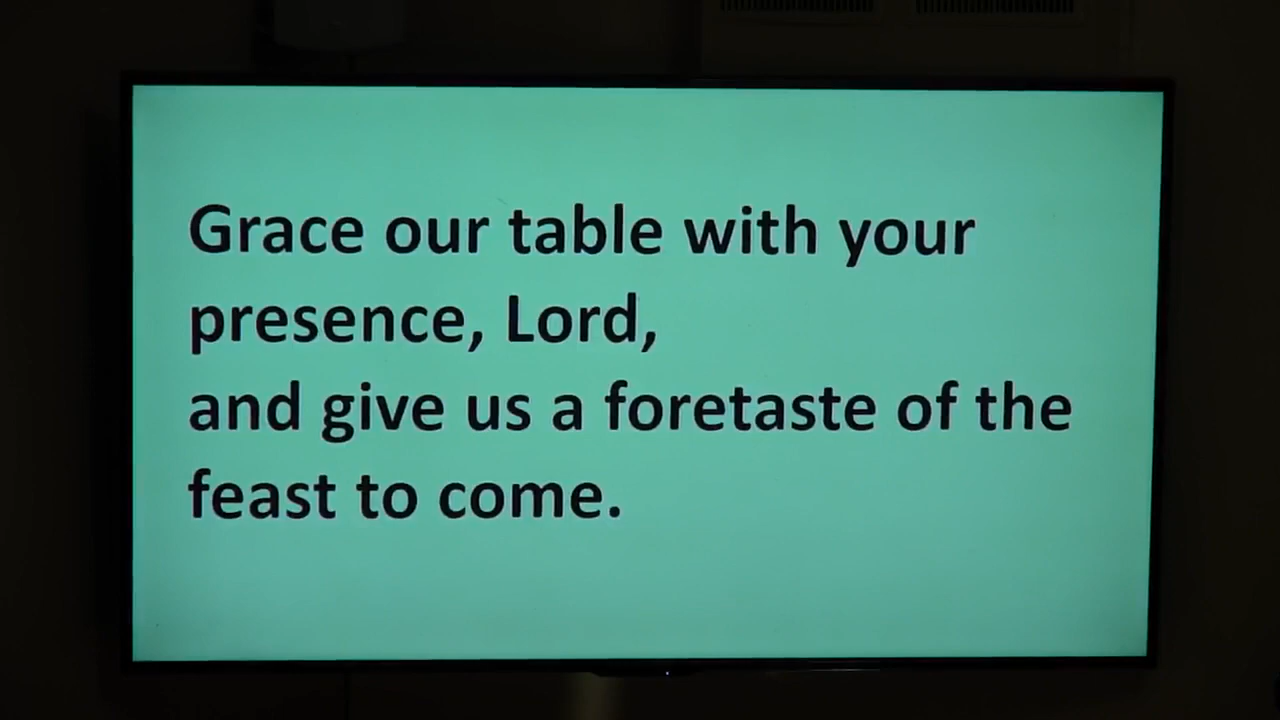 Grace our table with your
presence, Lord,
and give us a foretaste of the
feast to come.